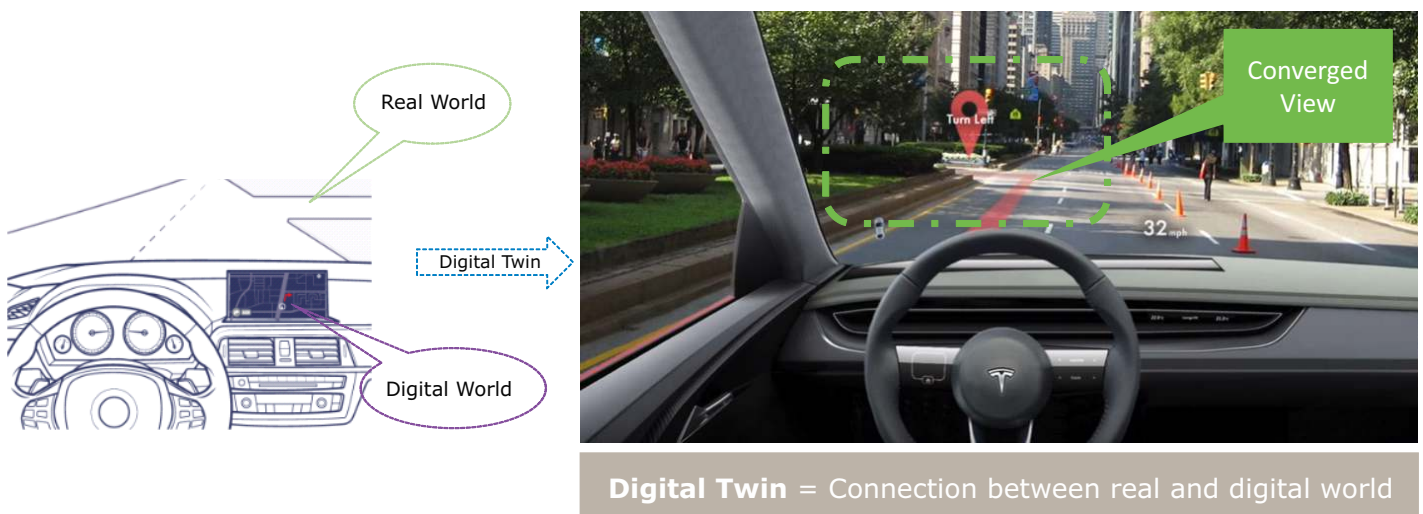 Real World
Digital World
Digital Twin
Converged
View
Turn Left
32 mph
Digital Twin = Connection between real and digital world